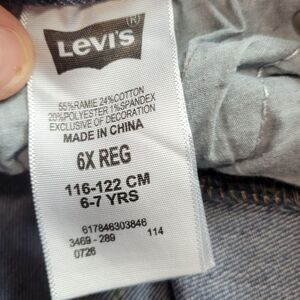 LEVI'S (R)
55%RAMIE 24%COTTON
20%POLYESTER 1%SPANDEX
EXCLUSIVE OF DECORATION
MADE IN CHINA
6X REG
116-122 CM
6-7 YRS
617846303846
3469 - 289 114
0726